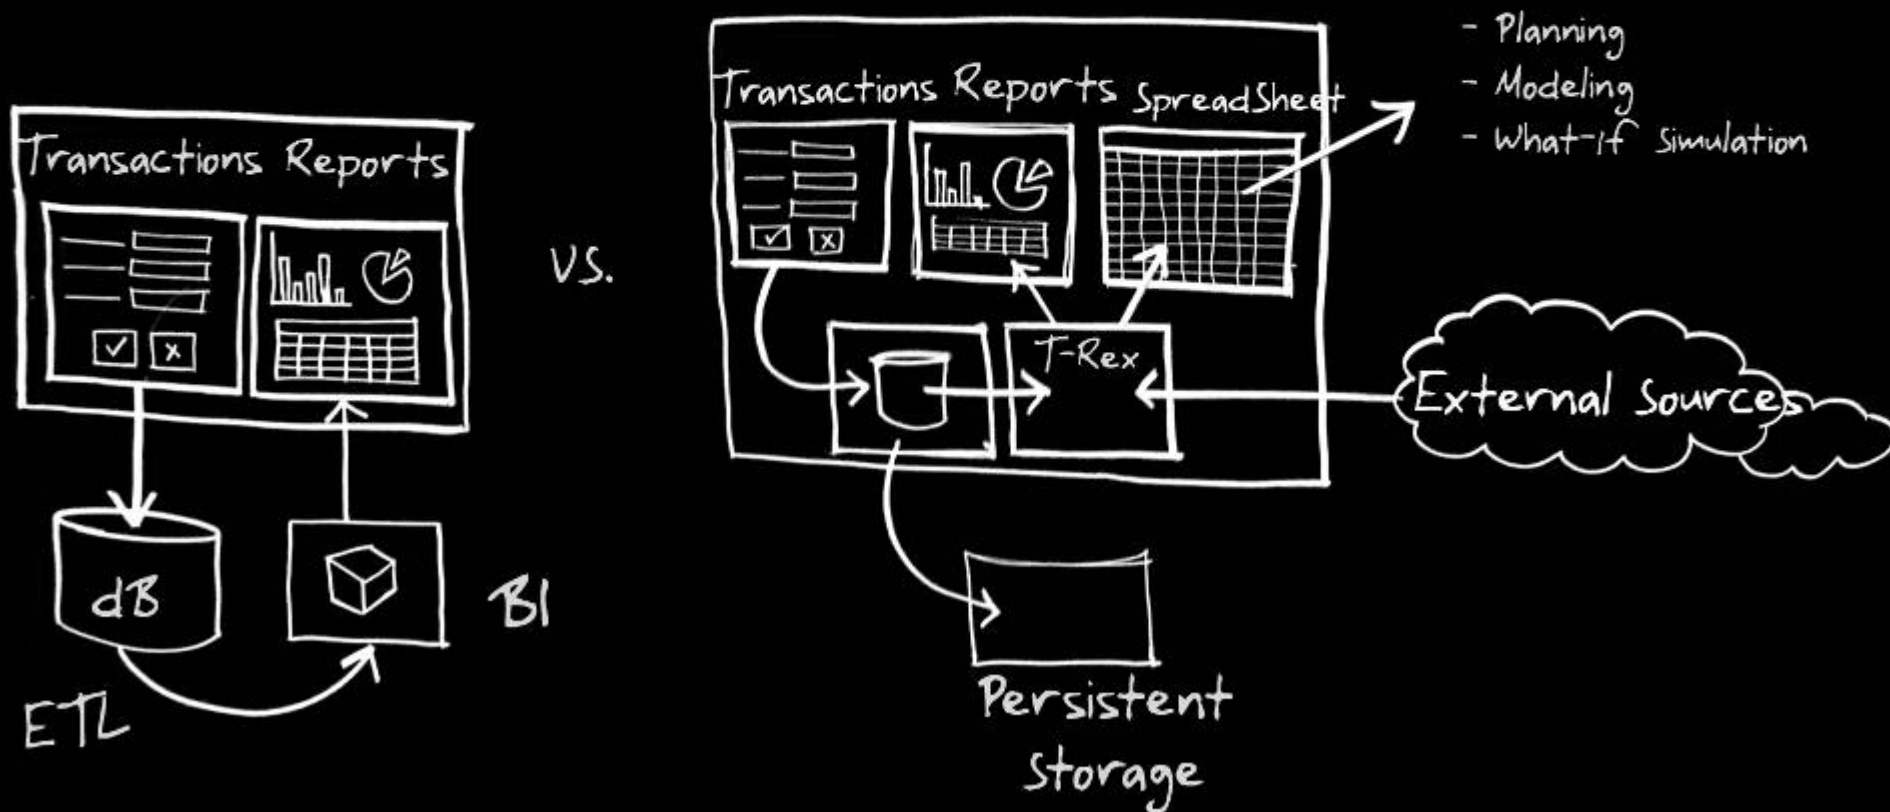 Transactions Reports
dB
BI
ETL
vs.
Transactions Reports SpreadSheet
T-Rex
Persistent
Storage
External Sources
- Planning
- Modeling
- What-If Simulation